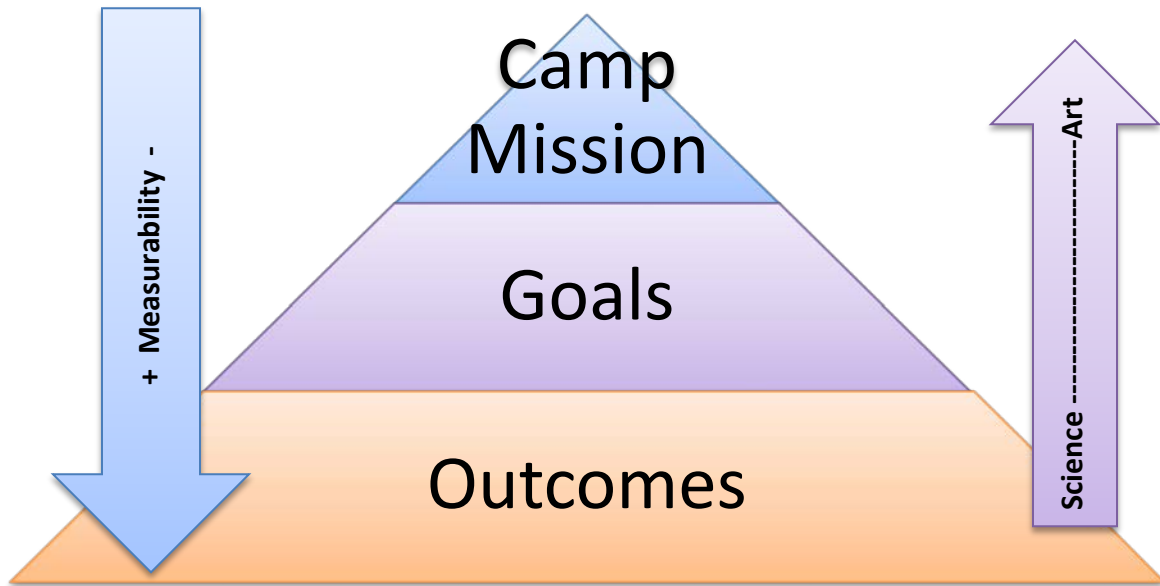 Camp
Mission
Goals
Outcomes
+ Measurability -
Science ----------------------------Art